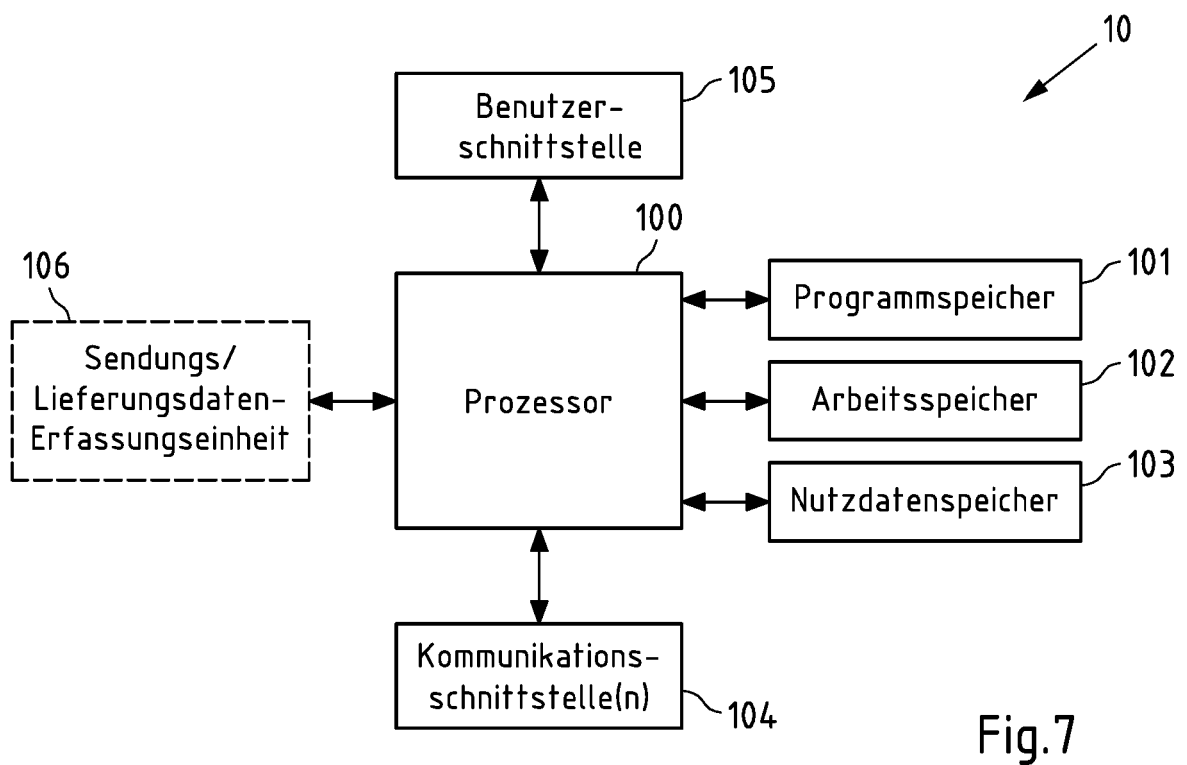 10
105
Benutzer-
schnittstelle
100
106
101
Programmspeicher
Sendungs/
Lieferungsdaten-
Erfassungseinheit
Prozessor
102
Arbeitsspeicher
103
Nutzdatenspeicher
Kommunikations-
schnittstelle(n)
104
Fig.7